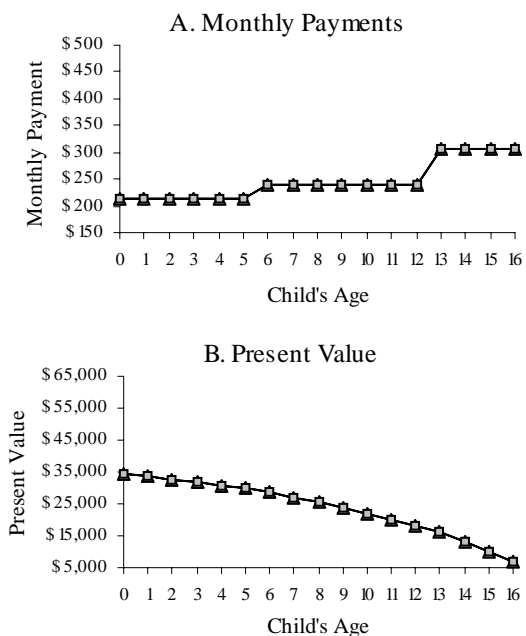 A. Monthly Payments
$500
$450
$400
$350
$300
$250
$200
$150
Monthly Payment
0 1 2 3 4 5 6 7 8 9 10 11 12 13 14 15 16
Child's Age
B. Present Value
$65,000
$55,000
$45,000
$35,000
$25,000
$15,000
$5,000
Present Value
0 1 2 3 4 5 6 7 8 9 10 11 12 13 14 15 16
Child's Age